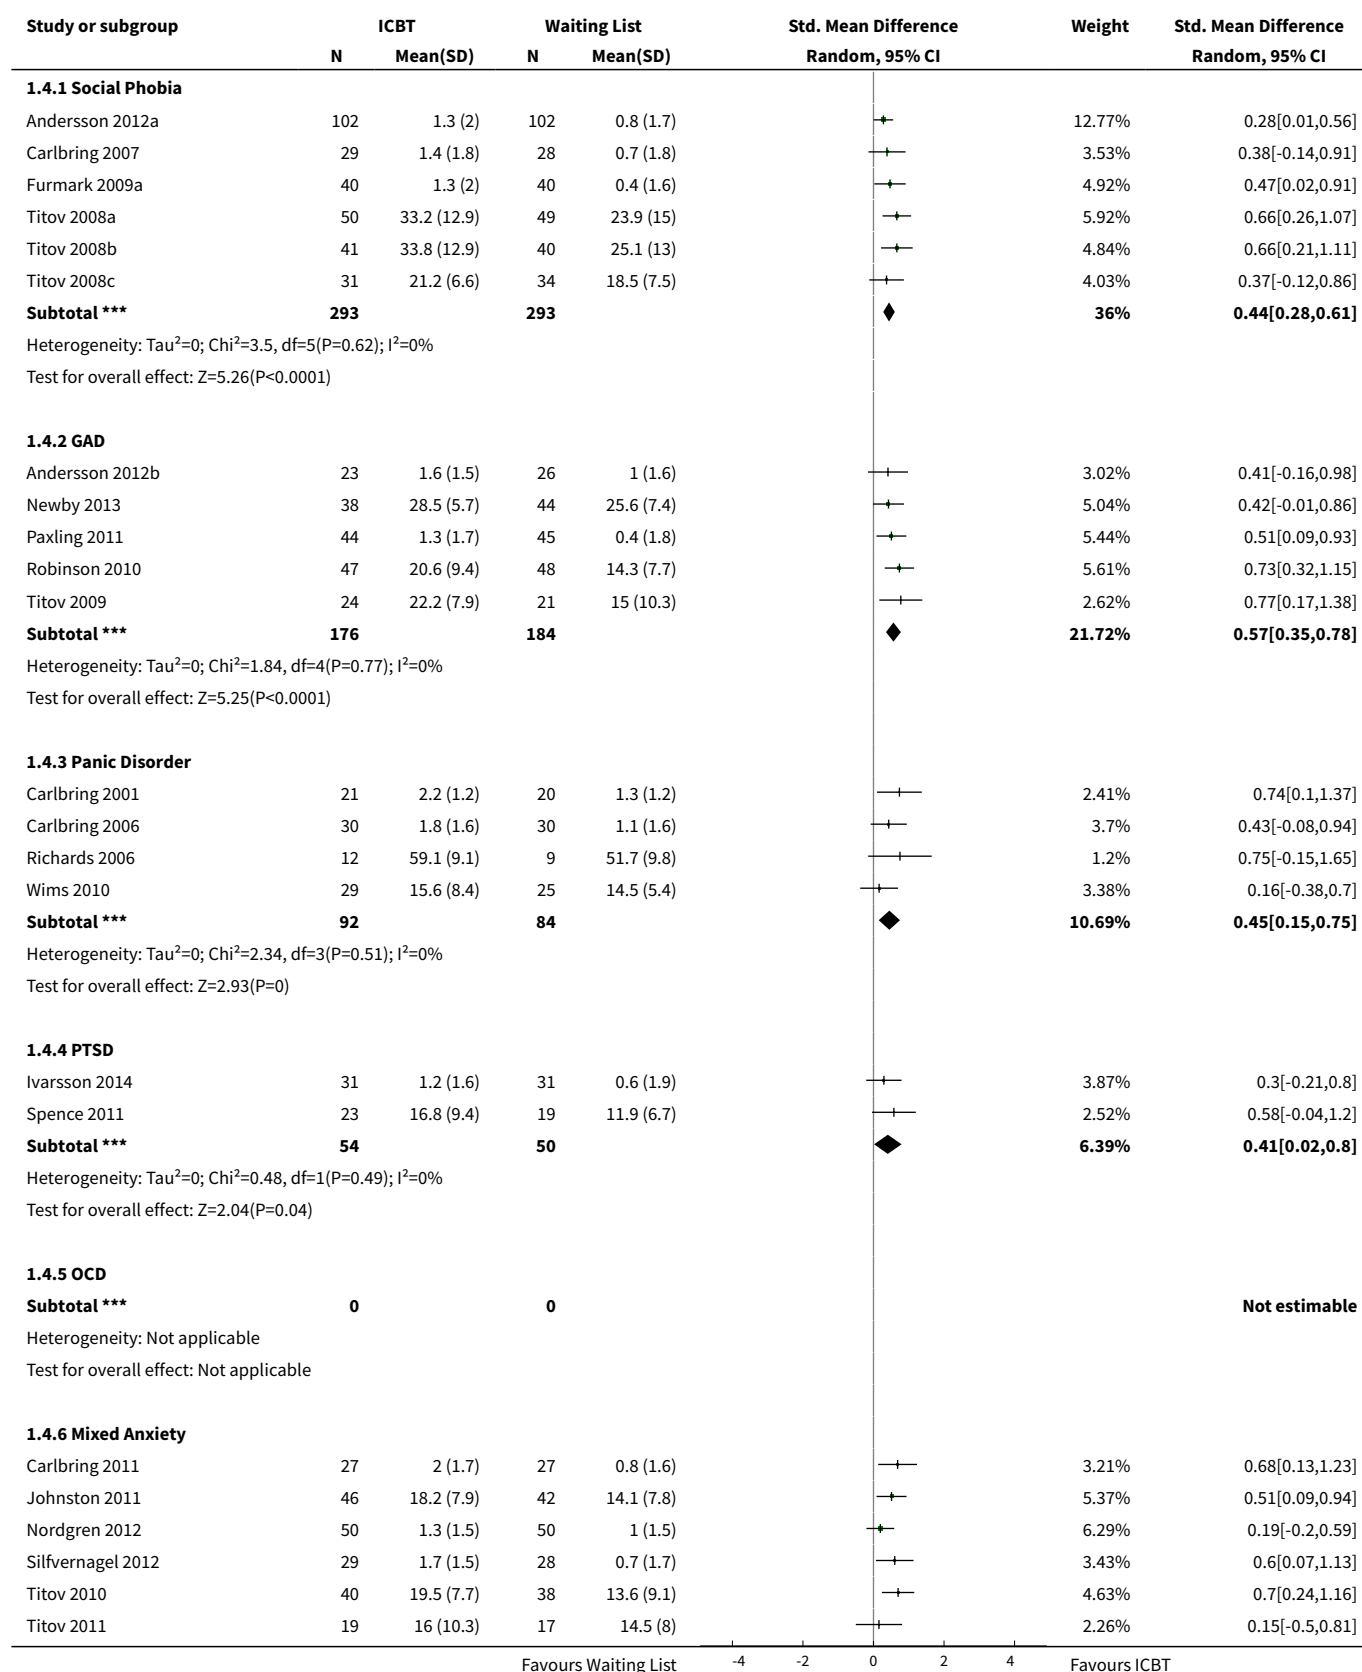 Study or subgroup ICBT Waiting List Std. Mean Difference Weight Std. Mean Difference
N Mean(SD) N Mean(SD) Random, 95% CI Random, 95% CI
1.4.1 Social Phobia
Andersson 2012a 102 1.3 (2) 102 0.8 (1.7) 12.77% 0.28[0.01,0.56]
Carlbring 2007 29 1.4 (1.8) 28 0.7 (1.8) 3.53% 0.38[-0.14,0.91]
Furmark 2009a 40 1.3 (2) 40 0.4 (1.6) 4.92% 0.47[0.02,0.91]
Titov 2008a 50 33.2 (12.9) 49 23.9 (15) 5.92% 0.66[0.26,1.07]
Titov 2008b 41 33.8 (12.9) 40 25.1 (13) 4.84% 0.66[0.21,1.11]
Titov 2008c 31 21.2 (6.6) 34 18.5 (7.5) 4.03% 0.37[-0.12,0.86]
Subtotal *** 293 293 36% 0.44[0.28,0.61]
Heterogeneity: Tau²=0; Chi²=3.5, df=5(P=0.62); I²=0%
Test for overall effect: Z=5.26(P<0.0001)
1.4.2 GAD
Andersson 2012b 23 1.6 (1.5) 26 1 (1.6) 3.02% 0.41[-0.16,0.98]
Newby 2013 38 28.5 (5.7) 44 25.6 (7.4) 5.04% 0.42[-0.01,0.86]
Paxling 2011 44 1.3 (1.7) 45 0.4 (1.8) 5.44% 0.51[0.09,0.93]
Robinson 2010 47 20.6 (9.4) 48 14.3 (7.7) 5.61% 0.73[0.32,1.15]
Titov 2009 24 22.2 (7.9) 21 15 (10.3) 2.62% 0.77[0.17,1.38]
Subtotal *** 176 184 21.72% 0.57[0.35,0.78]
Heterogeneity: Tau²=0; Chi²=1.84, df=4(P=0.77); I²=0%
Test for overall effect: Z=5.25(P<0.0001)
1.4.3 Panic Disorder
Carlbring 2001 21 2.2 (1.2) 20 1.3 (1.2) 2.41% 0.74[0.1,1.37]
Carlbring 2006 30 1.8 (1.6) 30 1.1 (1.6) 3.7% 0.43[-0.08,0.94]
Richards 2006 12 59.1 (9.1) 9 51.7 (9.8) 1.2% 0.75[-0.15,1.65]
Wims 2010 29 15.6 (8.4) 25 14.5 (5.4) 3.38% 0.16[-0.38,0.7]
Subtotal *** 92 84 10.69% 0.45[0.15,0.75]
Heterogeneity: Tau²=0; Chi²=2.34, df=3(P=0.51); I²=0%
Test for overall effect: Z=2.93(P=0)
1.4.4 PTSD
Ivarsson 2014 31 1.2 (1.6) 31 0.6 (1.9) 3.87% 0.3[-0.21,0.8]
Spence 2011 23 16.8 (9.4) 19 11.9 (6.7) 2.52% 0.58[-0.04,1.2]
Subtotal *** 54 50 6.39% 0.41[0.02,0.8]
Heterogeneity: Tau²=0; Chi²=0.48, df=1(P=0.49); I²=0%
Test for overall effect: Z=2.04(P=0.04)
1.4.5 OCD
Subtotal *** 0 0 Not estimable
Heterogeneity: Not applicable
Test for overall effect: Not applicable
1.4.6 Mixed Anxiety
Carlbring 2011 27 2 (1.7) 27 0.8 (1.6) 3.21% 0.68[0.13,1.23]
Johnston 2011 46 18.2 (7.9) 42 14.1 (7.8) 5.37% 0.51[0.09,0.94]
Nordgren 2012 50 1.3 (1.5) 50 1 (1.5) 6.29% 0.19[-0.2,0.59]
Silfvernagel 2012 29 1.7 (1.5) 28 0.7 (1.7) 3.43% 0.6[0.07,1.13]
Titov 2010 40 19.5 (7.7) 38 13.6 (9.1) 4.63% 0.7[0.24,1.16]
Titov 2011 19 16 (10.3) 17 14.5 (8) 2.26% 0.15[-0.5,0.81]
Favours Waiting List -4 -2 0 2 4 Favours ICBT